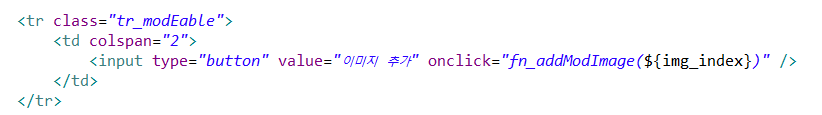 <tr class="tr_modEable">
    <td colspan="2">
        <input type="button" value="이미지 추가" onclick="fn_addModImage(${img_index})" />
    </td>
</tr>